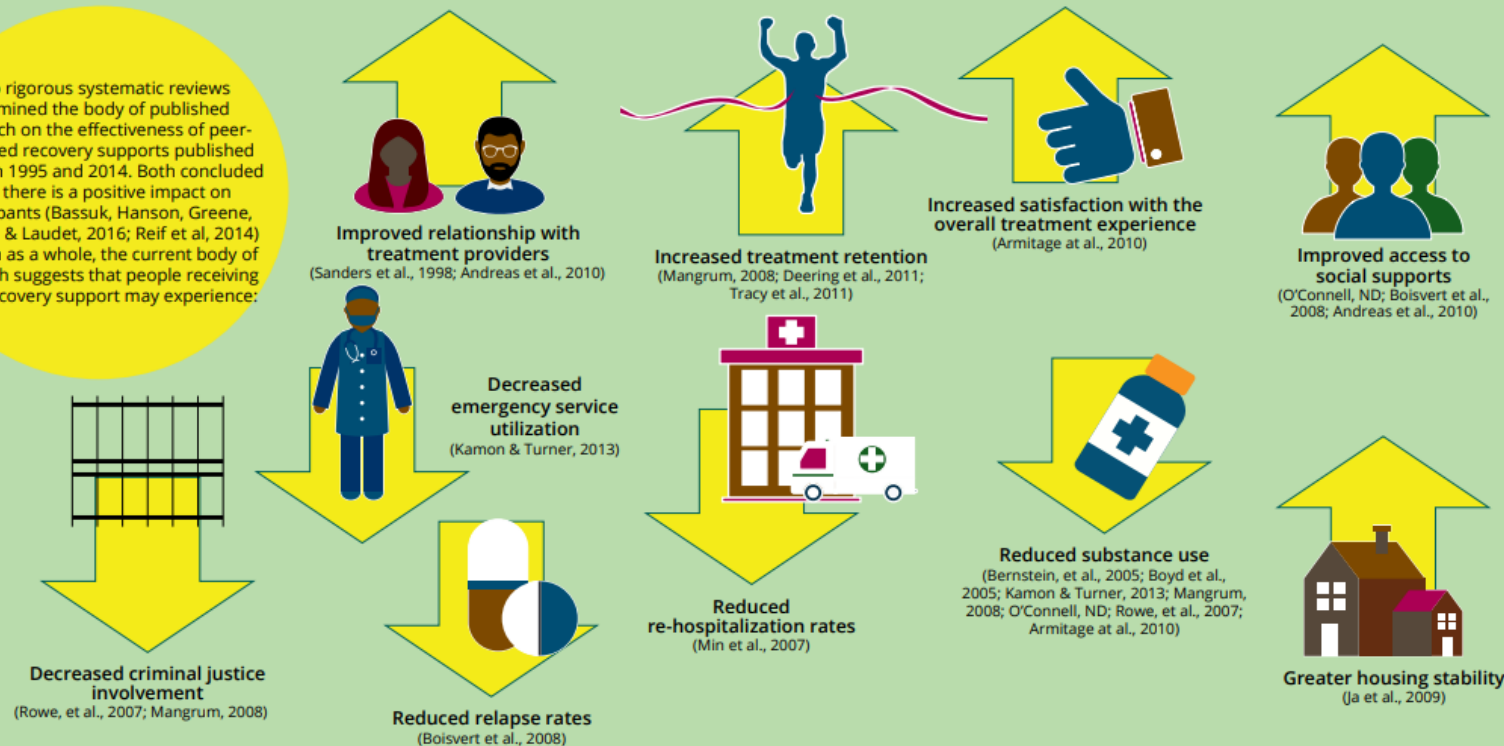 rigorous systematic reviews
mined the body of published
ch on the effectiveness of peer-
ed recovery supports published
n 1995 and 2014. Both concluded
there is a positive impact on
pants (Bassuk, Hanson, Greene,
& Laudet, 2016; Reif et al, 2014)
as a whole, the current body of
h suggests that people receiving
covery support may experience:
Improved relationship with
treatment providers
(Sanders et al., 1998; Andreas et al., 2010)
Increased treatment retention
(Mangrum, 2008; Deering et al., 2011;
Tracy et al., 2011)
Increased satisfaction with the
overall treatment experience
(Armitage at al., 2010)
Improved access to
social supports
(O'Connell, ND; Boisvert et al.,
2008; Andreas et al., 2010)
Decreased
emergency service
utilization
(Kamon & Turner, 2013)
Decreased criminal justice
involvement
(Rowe, et al., 2007; Mangrum, 2008)
Reduced relapse rates
(Boisvert et al., 2008)
Reduced
re-hospitalization rates
(Min et al., 2007)
Reduced substance use
(Bernstein, et al., 2005; Boyd et al.,
2005; Kamon & Turner, 2013; Mangrum,
2008; O'Connell, ND; Rowe, et al., 2007;
Armitage at al., 2010)
Greater housing stability
(Ja et al., 2009)